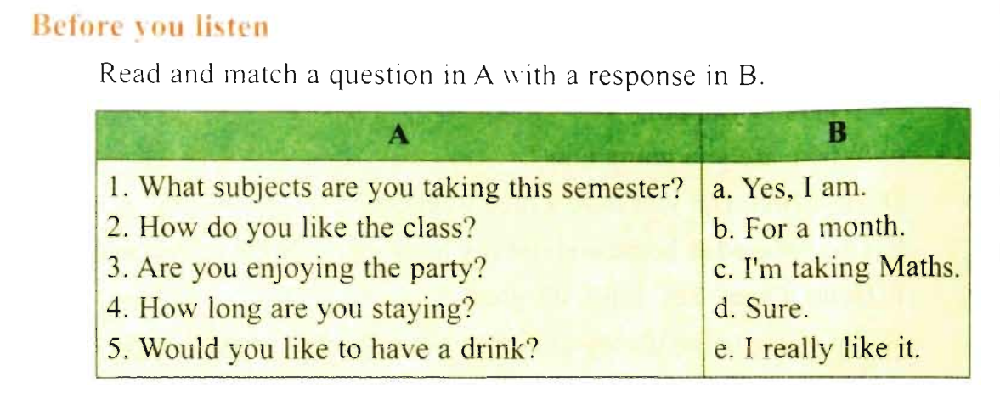 Before you listen
Read and match a question in A with a response in B.
A B
1. What subjects are you taking this semester? a. Yes, I am.
2. How do you like the class? b. For a month.
3. Are you enjoying the party? c. I'm taking Maths.
4. How long are you staying? d. Sure.
5. Would you like to have a drink? e. I really like it.